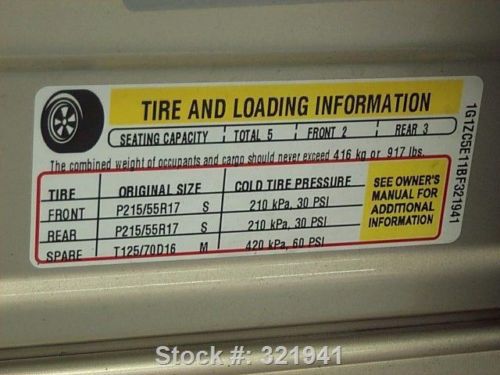 TIRE AND LOADING INFORMATION
SEATING CAPACITY TOTAL 5 FRONT 2 REAR 3
The combined weight of occupants and cargo should never exceed 416 kg or 917 lbs.
TIRE ORIGINAL SIZE COLD TIRE PRESSURE
FRONT P215/55R17 S 210 kPa, 30 PSI
REAR P215/55R17 S 210 kPa, 30 PSI
SPARE T125/70D16 M 420 kPa, 60 PSI
SEE OWNER'S
MANUAL FOR
ADDITIONAL
INFORMATION
1G1ZC5E11BF321941
Stock #: 321941